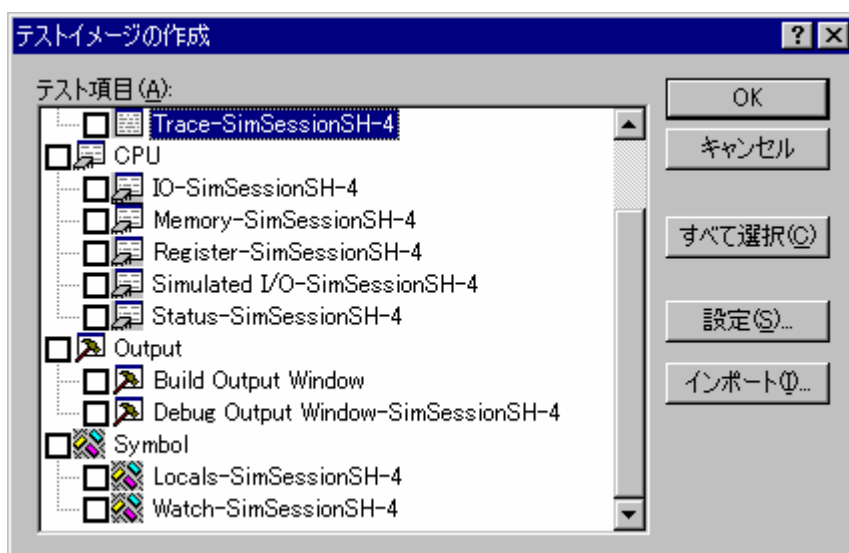 テストイメージの作成
テスト項目(A):
Trace-SimSessionSH-4
CPU
IO-SimSessionSH-4
Memory-SimSessionSH-4
Register-SimSessionSH-4
Simulated I/O-SimSessionSH-4
Status-SimSessionSH-4
Output
Build Output Window
Debug Output Window-SimSessionSH-4
Symbol
Locals-SimSessionSH-4
Watch-SimSessionSH-4
OK
キャンセル
すべて選択(C)
設定(S)...
インポート(I)...